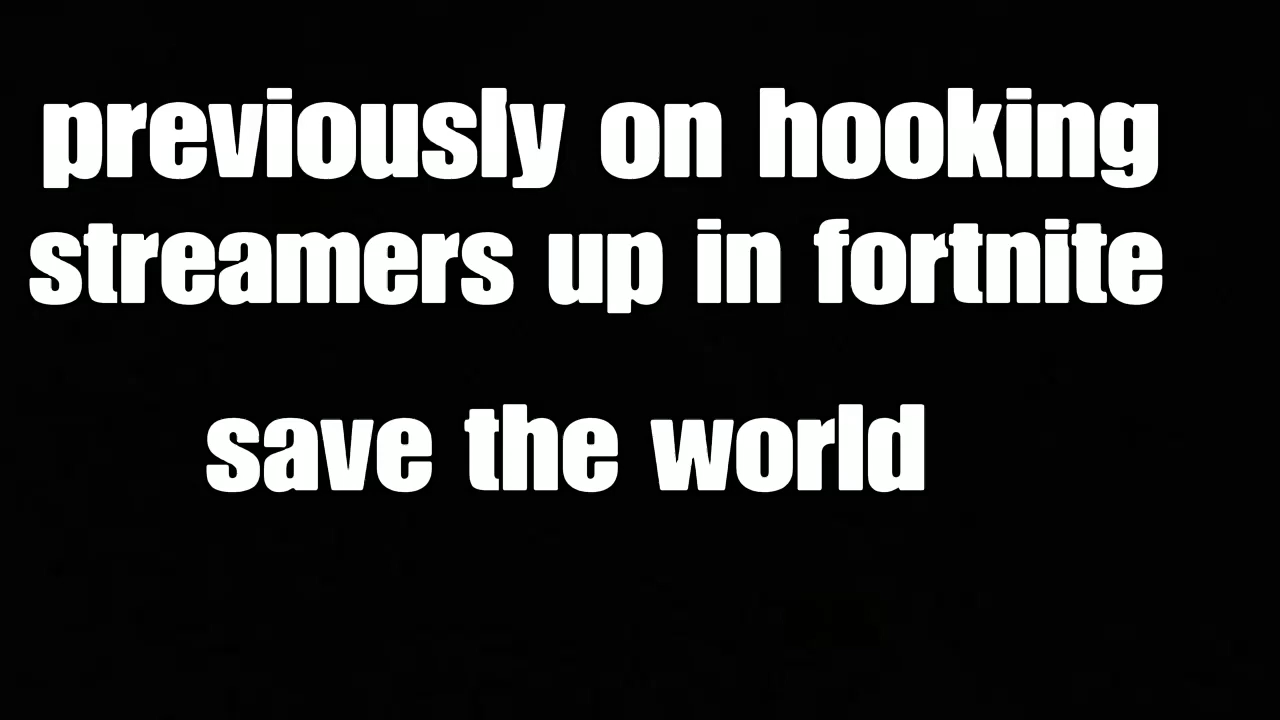 previously on hooking
streamers up in fortnite
save the world